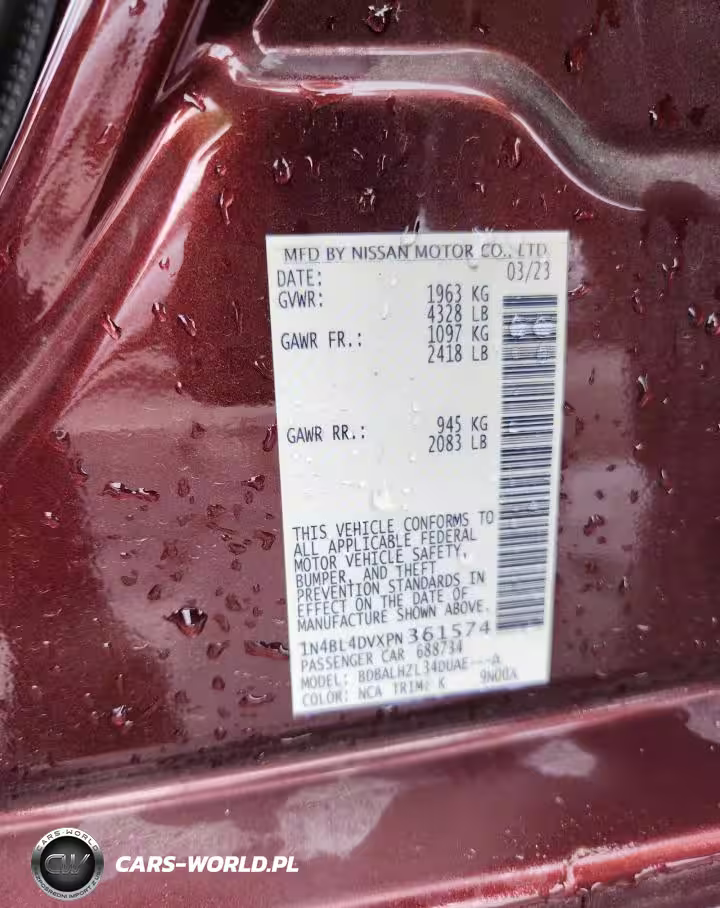 MFD BY NISSAN MOTOR CO., LTD.
DATE: 03/23
GVWR: 1963 KG
4328 LB
GAWR FR.: 1097 KG
2418 LB
GAWR RR.: 945 KG
2083 LB
THIS VEHICLE CONFORMS TO
ALL APPLICABLE FEDERAL
MOTOR VEHICLE SAFETY,
BUMPER, AND THEFT
PREVENTION STANDARDS IN
EFFECT ON THE DATE OF
MANUFACTURE SHOWN ABOVE.
1N4BL4DVXPN361574
PASSENGER CAR 688734
MODEL: BDBALHZL34DUAE---A
COLOR: NCA TRIM: K 9N00A
CARS-WORLD
CW
CARS-WORLD.PL